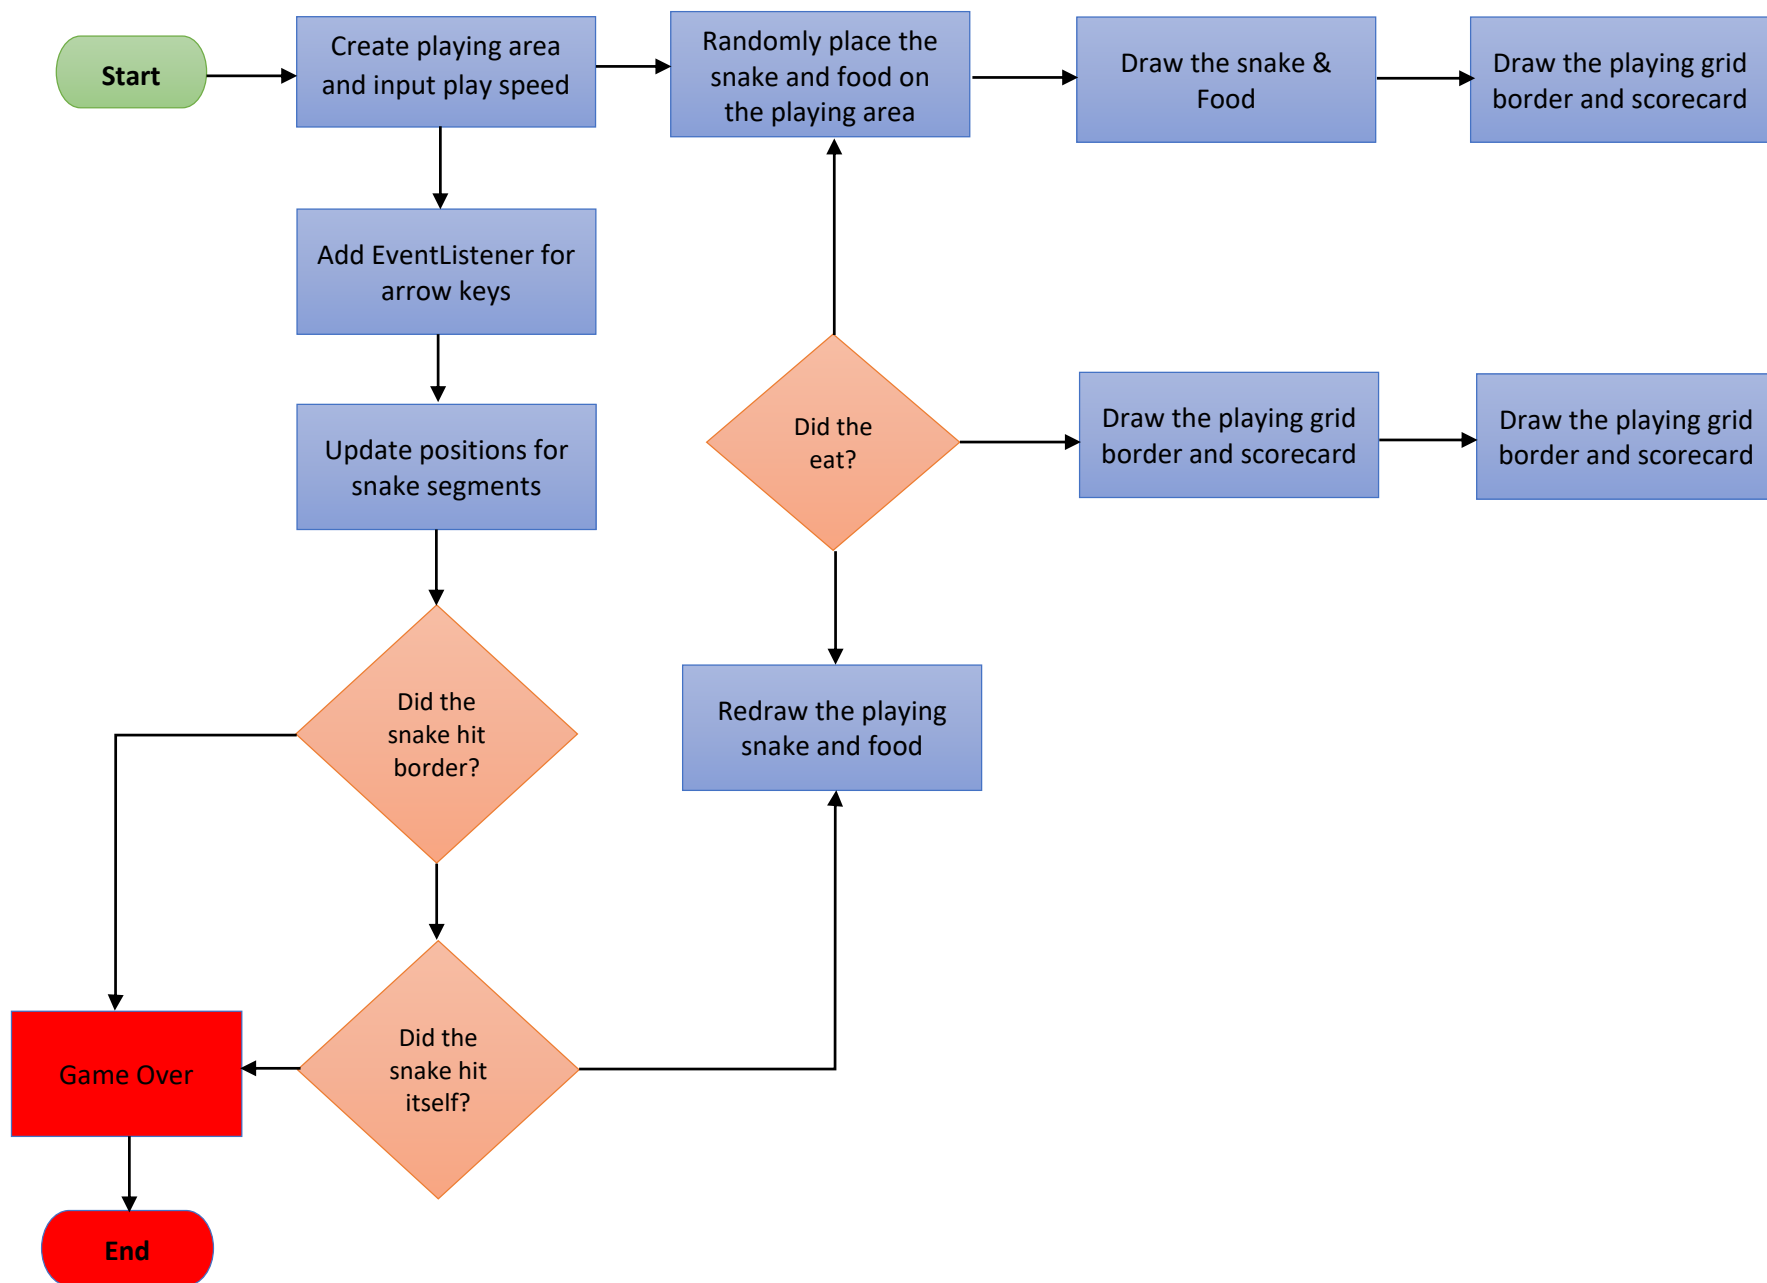 Start
Create playing area
and input play speed
Randomly place the
snake and food on
the playing area
Draw the snake &
Food
Draw the playing grid
border and scorecard
Add EventListener for
arrow keys
Update positions for
snake segments
Did the
eat?
Draw the playing grid
border and scorecard
Draw the playing grid
border and scorecard
Did the
snake hit
border?
Redraw the playing
snake and food
Game Over
Did the
snake hit
itself?
End